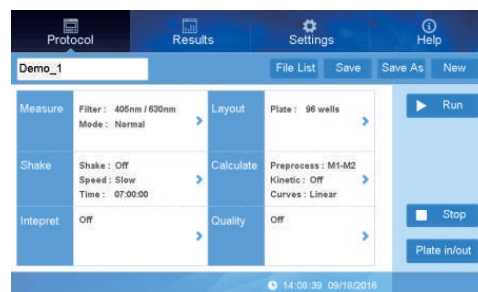 Protocol
Results
Settings
Help
Demo_1
File List
Save
Save As
New
Measure
Filter : 405nm / 630nm
Mode : Normal
Layout
Plate : 96 wells
Run
Shake
Shake : Off
Speed : Slow
Time : 07:00:00
Calculate
Preprocess : M1-M2
Kinetic : Off
Curves : Linear
Intepret
Off
Quality
Off
Stop
Plate in/out
14:08:39 09/18/2016